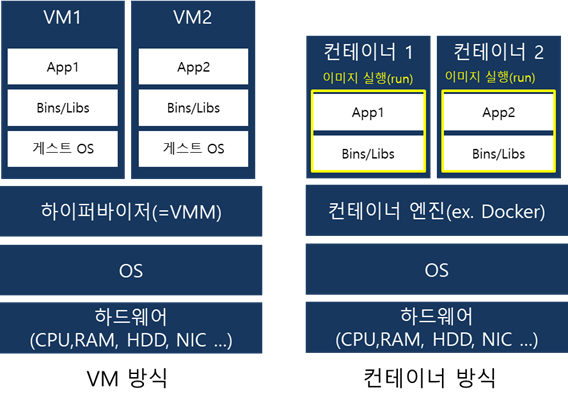 VM1
App1
Bins/Libs
게스트 OS
VM2
App2
Bins/Libs
게스트 OS
하이퍼바이저(=VMM)
OS
하드웨어
(CPU,RAM, HDD, NIC ...)
VM 방식
컨테이너 1
이미지 실행(run)
App1
Bins/Libs
컨테이너 2
이미지 실행(run)
App2
Bins/Libs
컨테이너 엔진(ex. Docker)
OS
하드웨어
(CPU,RAM, HDD, NIC ...)
컨테이너 방식